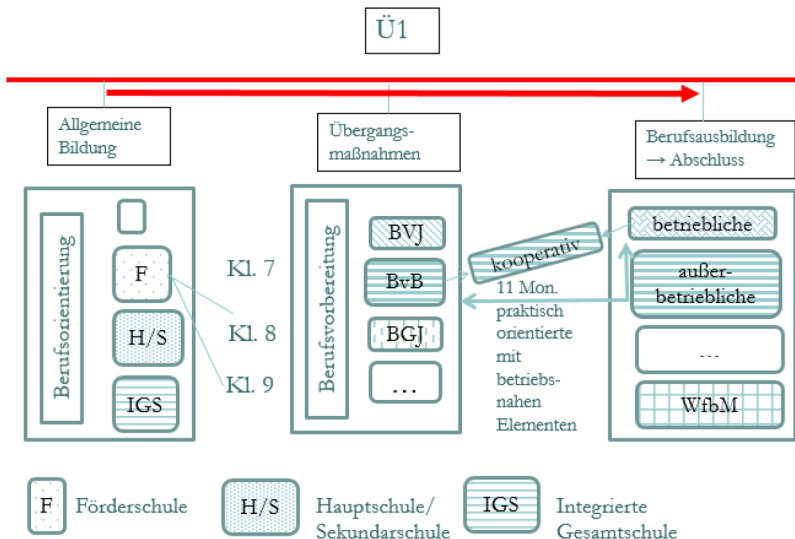 Ü1
Allgemeine
Bildung
Übergangs-
maßnahmen
Berufsausbildung
→ Abschluss
Berufsorientierung
F
H/S
IGS
Kl. 7
Kl. 8
Kl. 9
Berufsvorbereitung
BVJ
BvB
BGJ
...
kooperativ
11 Mon.
praktisch
orientierte
mit
betriebs-
nahen
Elementen
betriebliche
außer-
betriebliche
...
WfbM
F
Förderschule
H/S
Hauptschule/
Sekundarschule
IGS
Integrierte
Gesamtschule